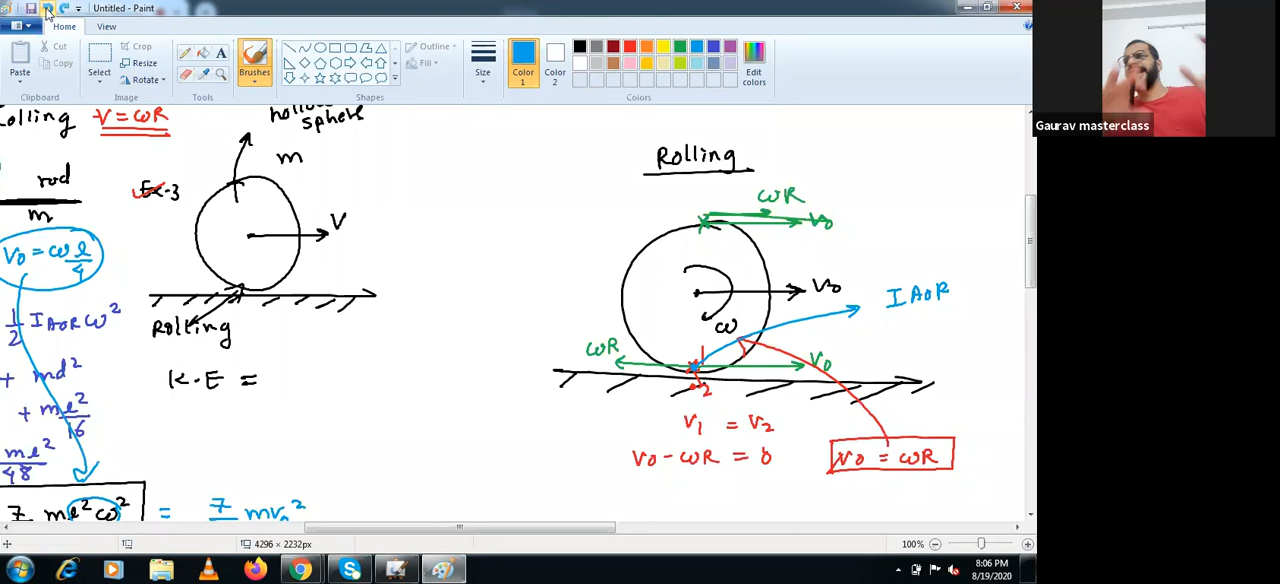 Untitled - Paint
Home
View
Paste
Cut
Copy
Clipboard
Select
Crop
Resize
Rotate
Image
Tools
Brushes
Shapes
Outline
Fill
Size
Color 1
Color 2
Colors
Edit colors
Gaurav masterclass
olling V = ωR
hollow sphere
m
rod
m
Ex-3
V
V0 = ωl/4
Rolling
1/2 IAOR ω²
K.E =
+ md²
+ ml²/16
ml²/48
ml²ω² = 7 mv0²
Rolling
ωR
V0
V0
ω
IAOR
ωR
V0
1
2
V1 = V2
V0 - ωR = 0
V0 = ωR
4296 × 2232px
100%
8:06 PM
8/19/2020